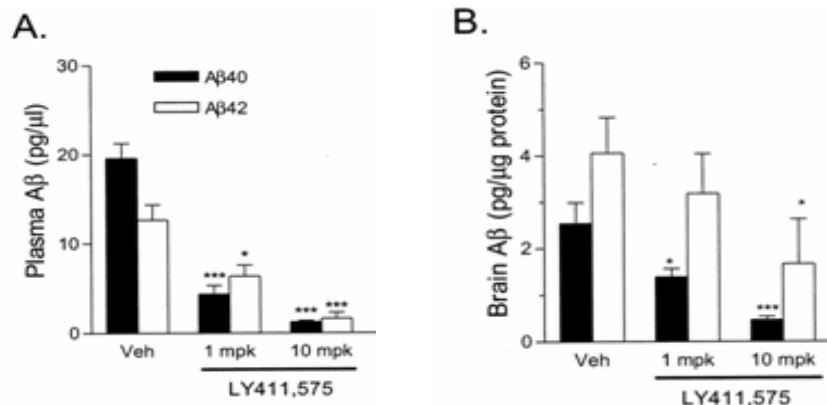 A.
Plasma Aβ (pg/μl)
30
20
10
0
Aβ40
Aβ42
***
*
***
***
Veh
1 mpk
10 mpk
LY411,575
B.
Brain Aβ (pg/μg protein)
6
4
2
0
*
***
*
Veh
1 mpk
10 mpk
LY411,575